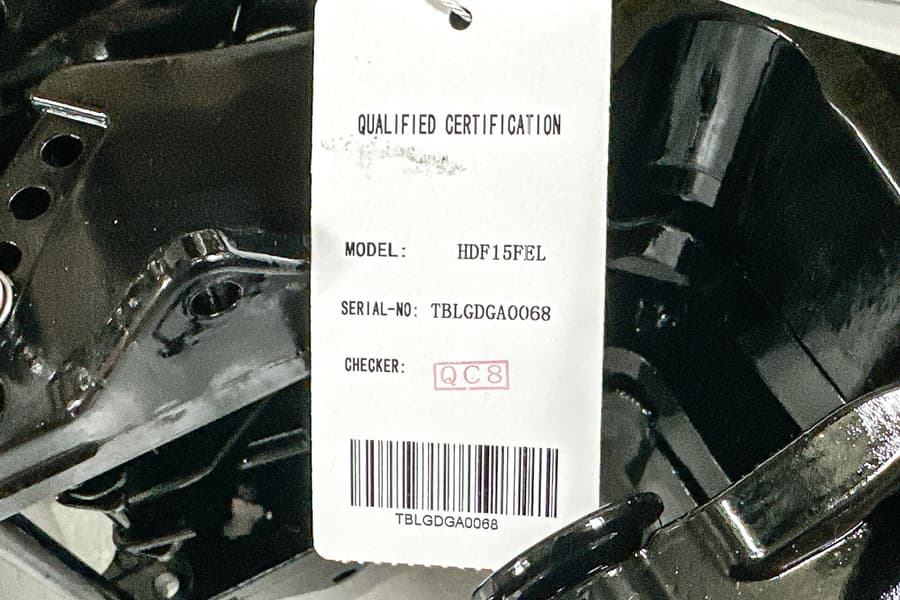 QUALIFIED CERTIFICATION
MODEL: HDF15FEL
SERIAL-NO: TBLGDGA0068
CHECKER: QC8
TBLGDGA0068